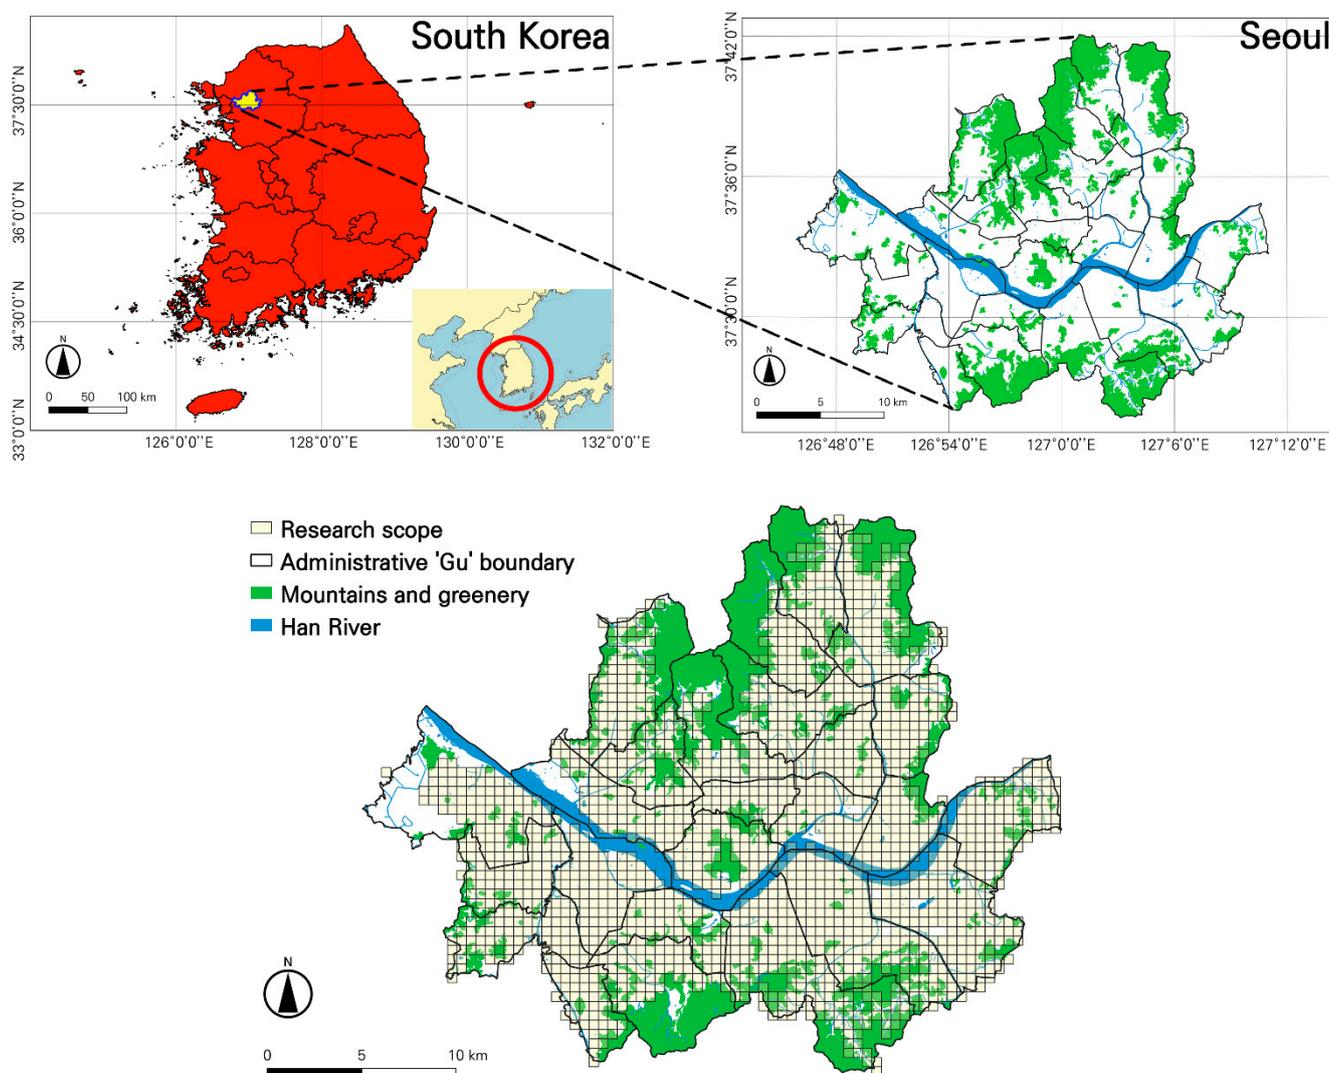 South Korea
37°30'0''N
36°0'0''N
34°30'0''N
33°0'0''N
N
0 50 100 km
126°0'0''E 128°0'0''E 130°0'0''E 132°0'0''E
Seoul
37°42'0''N
37°36'0''N
37°30'0''N
N
0 5 10 km
126°48'0''E 126°54'0''E 127°0'0''E 127°6'0''E 127°12'0''E
Research scope
Administrative 'Gu' boundary
Mountains and greenery
Han River
N
0 5 10 km